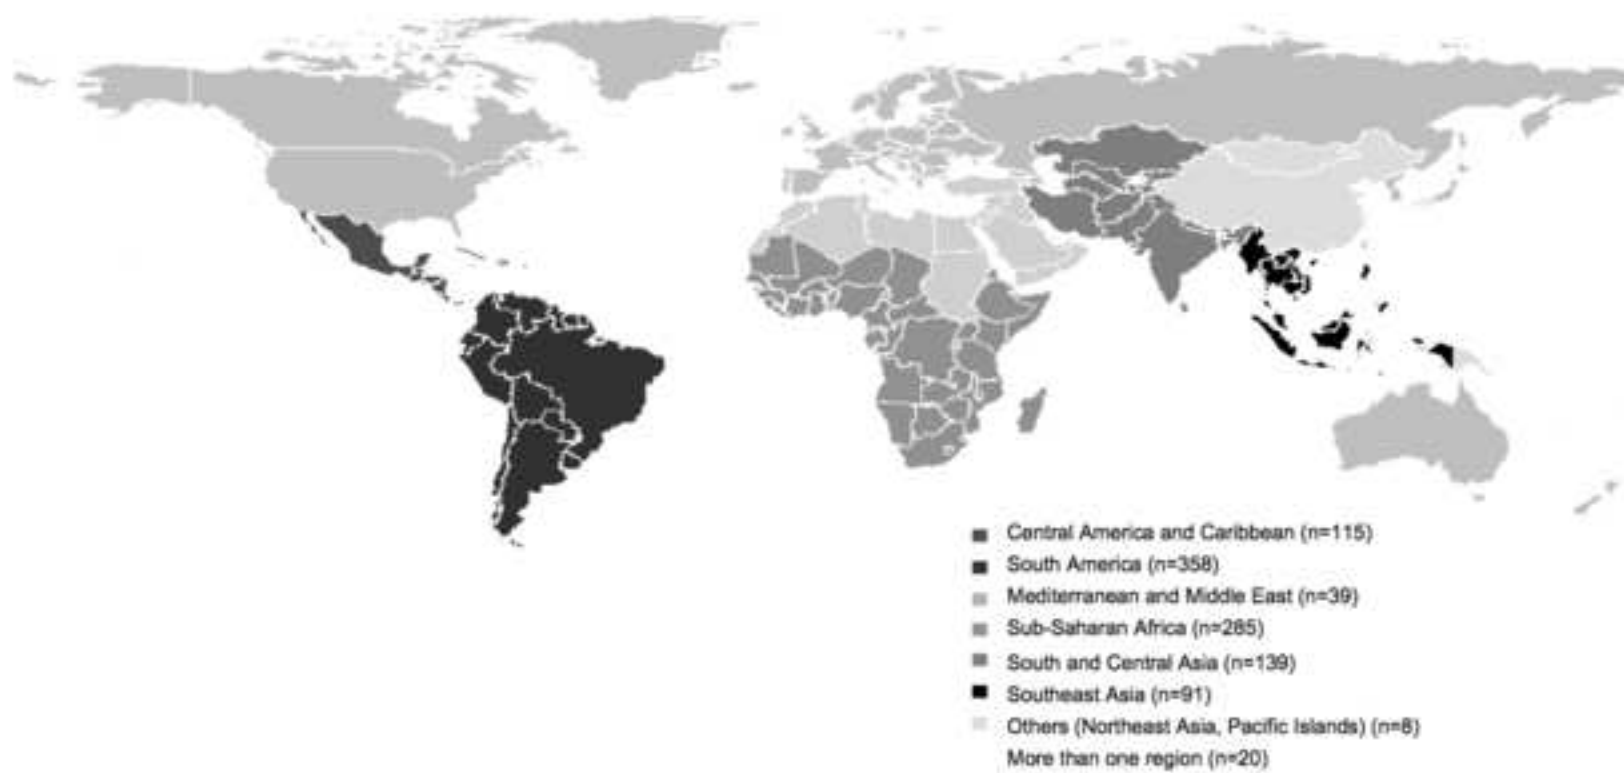 Central America and Caribbean (n=115)
South America (n=358)
Mediterranean and Middle East (n=39)
Sub-Saharan Africa (n=285)
South and Central Asia (n=139)
Southeast Asia (n=91)
Others (Northeast Asia, Pacific Islands) (n=8)
More than one region (n=20)